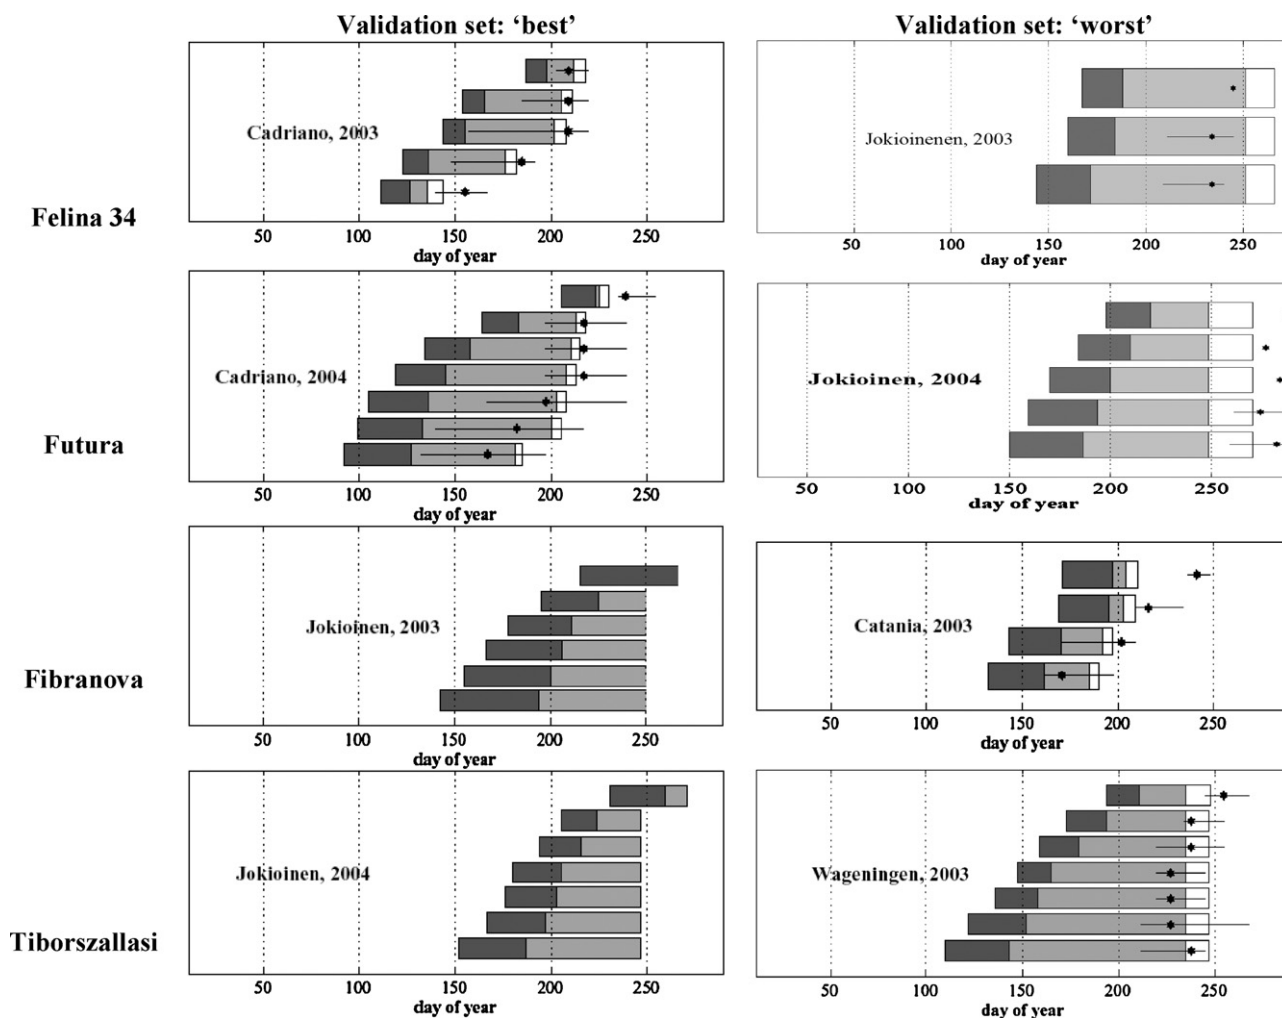 Validation set: ‘best’
Validation set: ‘worst’
Felina 34
Cadriano, 2003
50 100 150 200 250
day of year
Jokioinenen, 2003
50 100 150 200 250
day of year
Futura
Cadriano, 2004
50 100 150 200 250
day of year
Jokioinen, 2004
50 100 150 200 250
day of year
Fibranova
Jokioinen, 2003
50 100 150 200 250
day of year
Catania, 2003
50 100 150 200 250
day of year
Tiborszallasi
Jokioinen, 2004
50 100 150 200 250
day of year
Wageningen, 2003
50 100 150 200 250
day of year